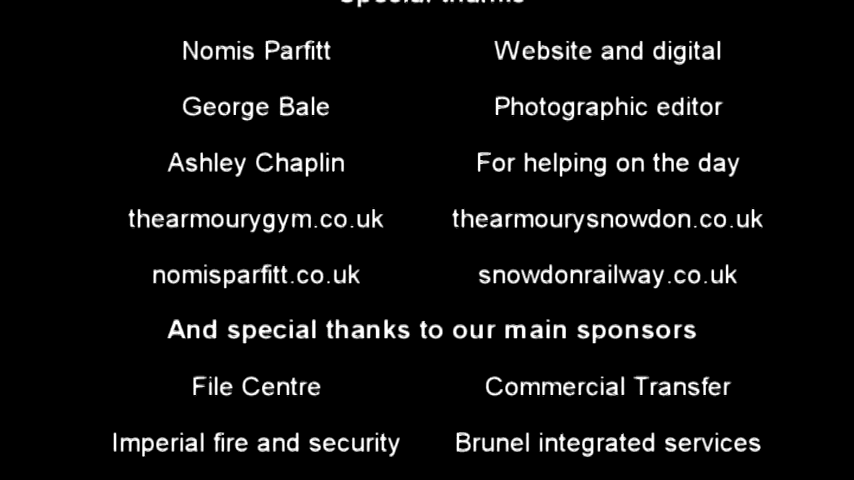 Special thanks
Nomis Parfitt Website and digital
George Bale Photographic editor
Ashley Chaplin For helping on the day
thearmourygym.co.uk thearmourysnowdon.co.uk
nomisparfitt.co.uk snowdonrailway.co.uk
And special thanks to our main sponsors
File Centre Commercial Transfer
Imperial fire and security Brunel integrated services